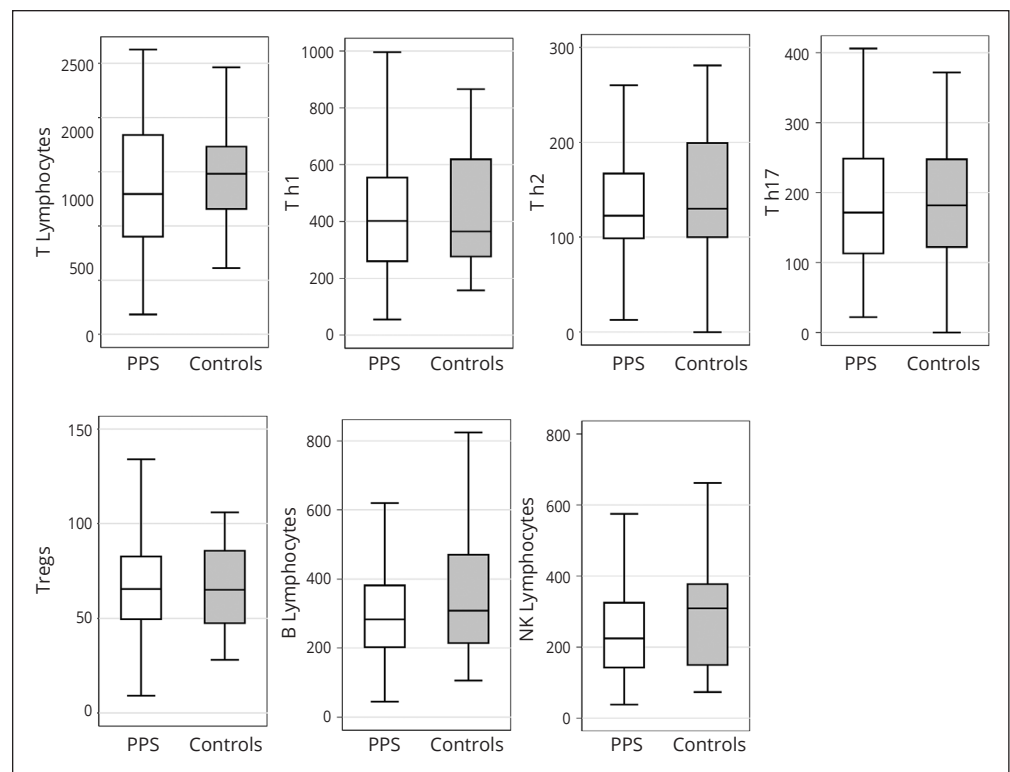 T Lymphocytes
2500
2000
1000
500
0
PPS Controls
T h1
1000
800
600
400
200
0
PPS Controls
T h2
300
200
100
0
PPS Controls
T h17
400
300
200
100
0
PPS Controls
Tregs
150
100
50
0
PPS Controls
B Lymphocytes
800
600
400
200
0
PPS Controls
NK Lymphocytes
800
600
400
200
0
PPS Controls